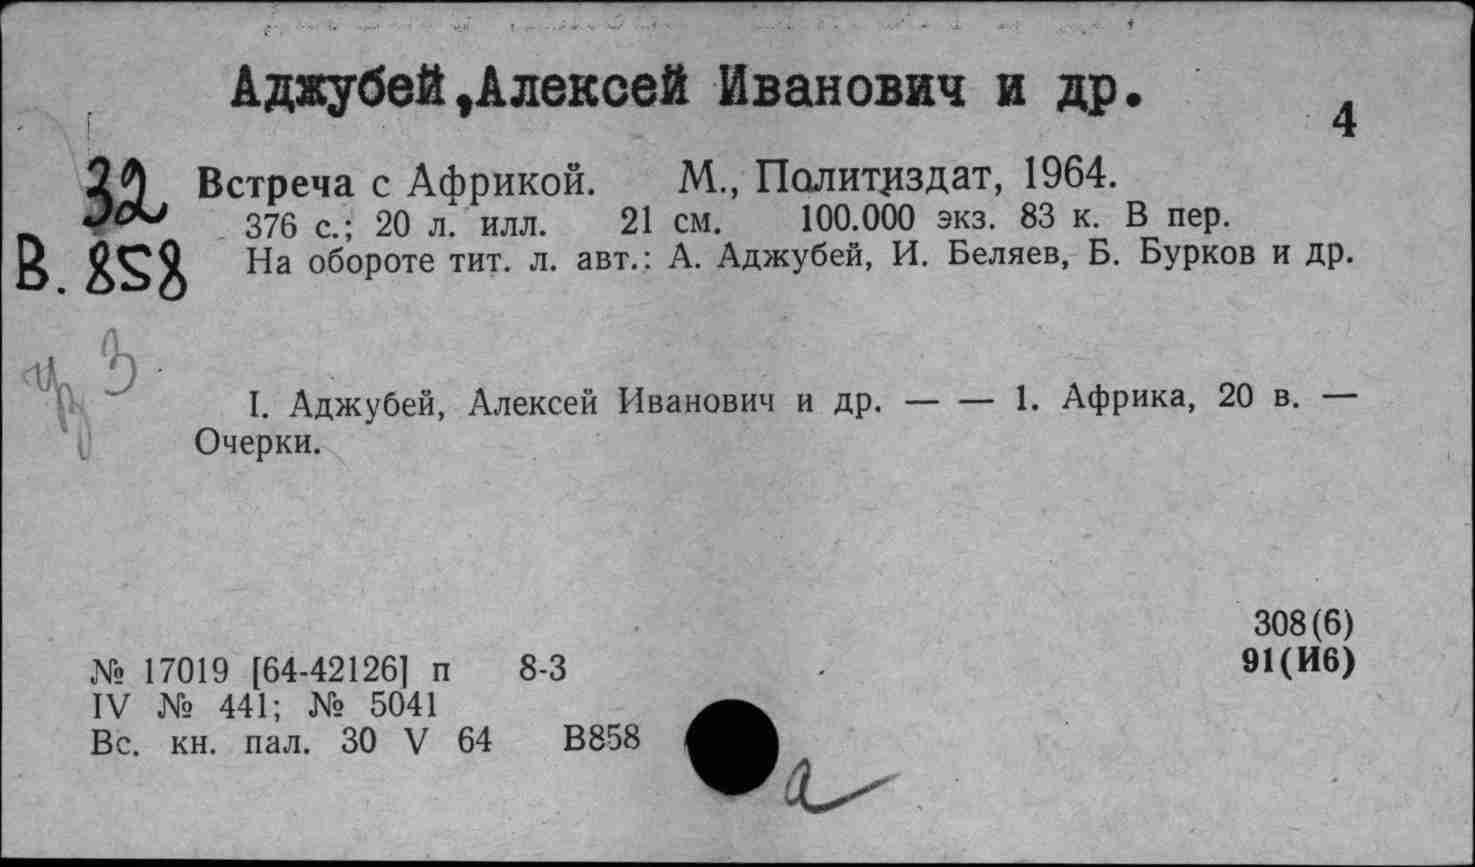 Аджубей,Алексей Иванович и др.
4
32 Встреча с Африкой. М., Политиздат, 1964.
376 с.; 20 л. илл. 21 см. 100.000 экз. 83 к. В пер.
В.858 На обороте тит. л. авт.: А. Аджубей, И. Беляев, Б. Бурков и др.
I. Аджубей, Алексей Иванович и др. — — 1. Африка, 20 в. —
Очерки.
308(6)
№ 17019 [64-42126] п 8-3 91(И6)
IV № 441; № 5041
Вс. кн. пал. 30 V 64 В858